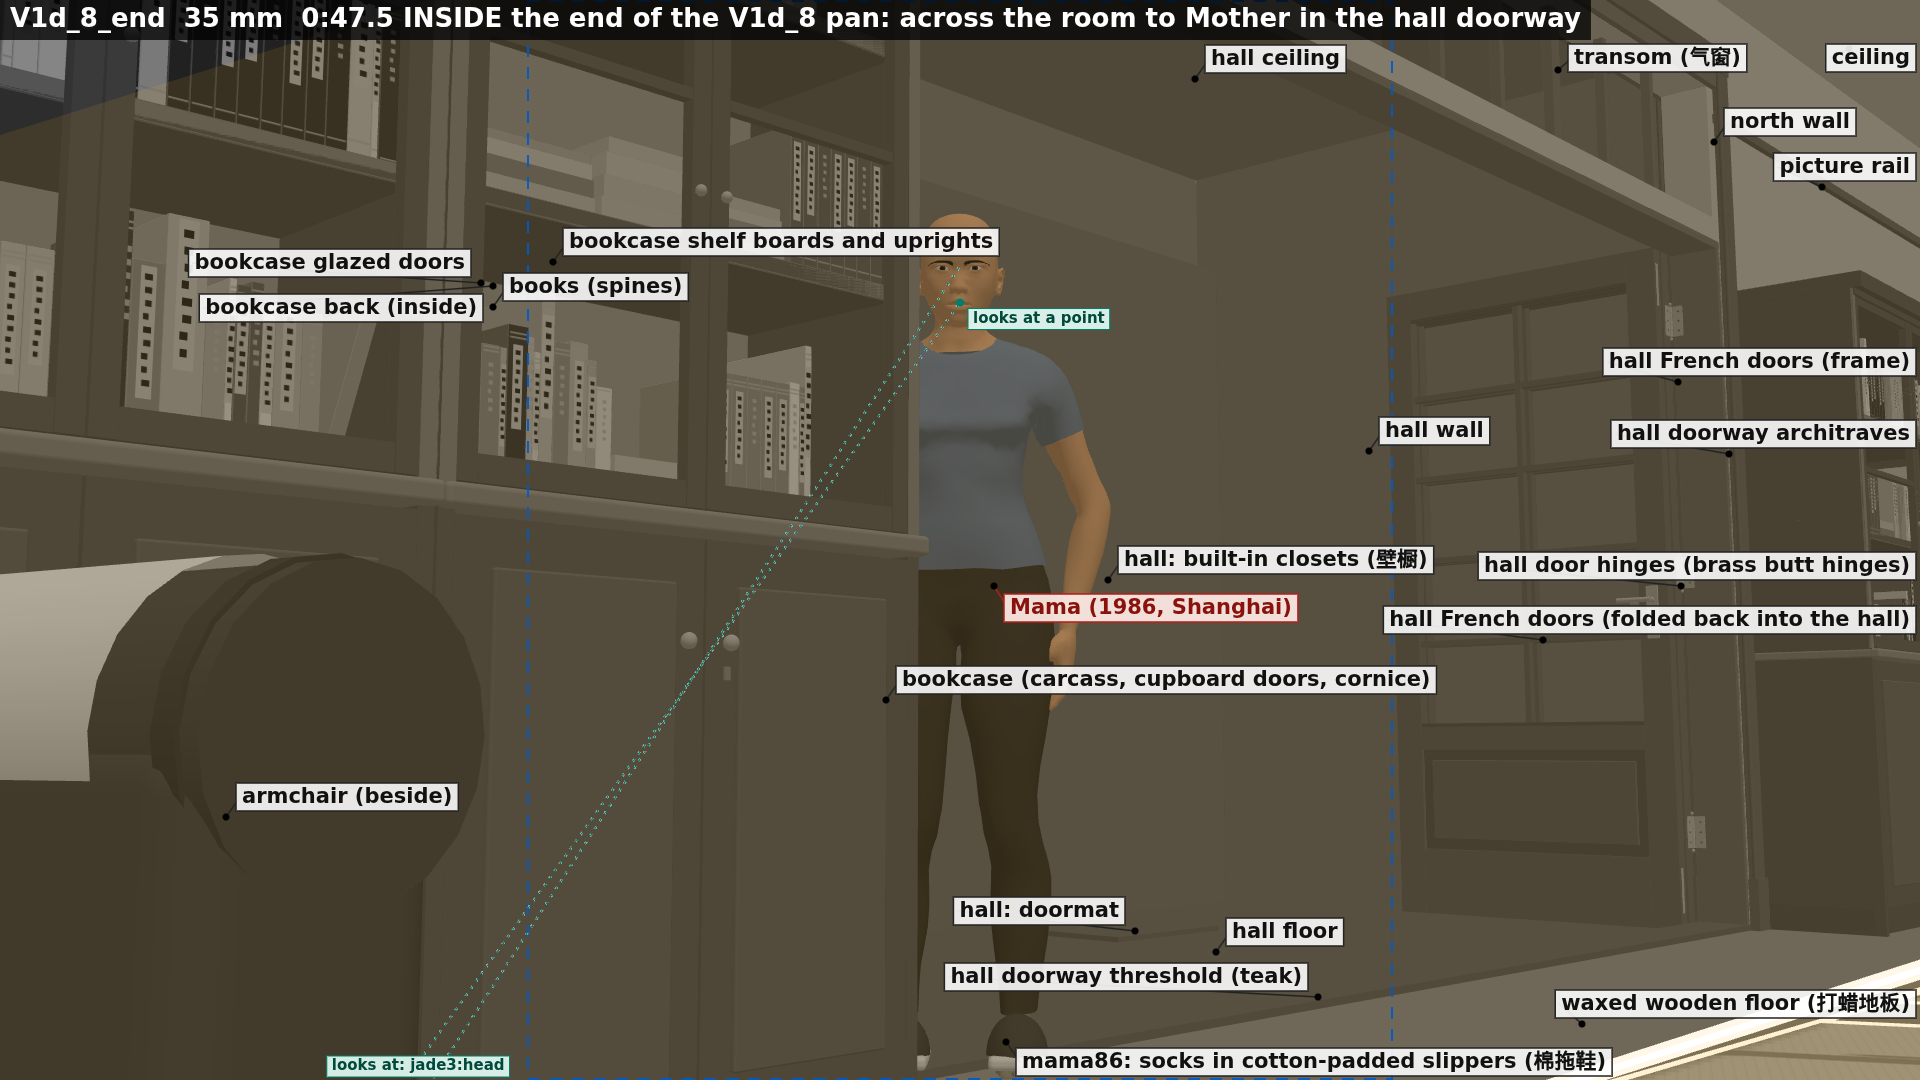 V1d_8_end 35 mm 0:47.5 INSIDE the end of the V1d_8 pan: across the room to Mother in the hall doorway
hall ceiling
transom (气窗)
ceiling
north wall
picture rail
bookcase shelf boards and uprights
bookcase glazed doors
books (spines)
bookcase back (inside)
looks at a point
hall French doors (frame)
hall wall
hall doorway architraves
hall: built-in closets (壁橱)
hall door hinges (brass butt hinges)
Mama (1986, Shanghai)
hall French doors (folded back into the hall)
bookcase (carcass, cupboard doors, cornice)
armchair (beside)
hall: doormat
hall floor
hall doorway threshold (teak)
waxed wooden floor (打蜡地板)
looks at: jade3:head
mama86: socks in cotton-padded slippers (棉拖鞋)